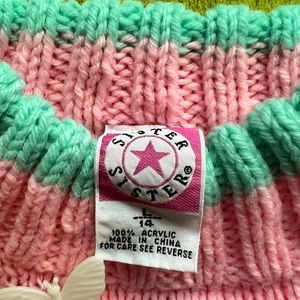 SISTER
SISTER®
L
14
100% ACRYLIC
MADE IN CHINA
FOR CARE SEE REVERSE